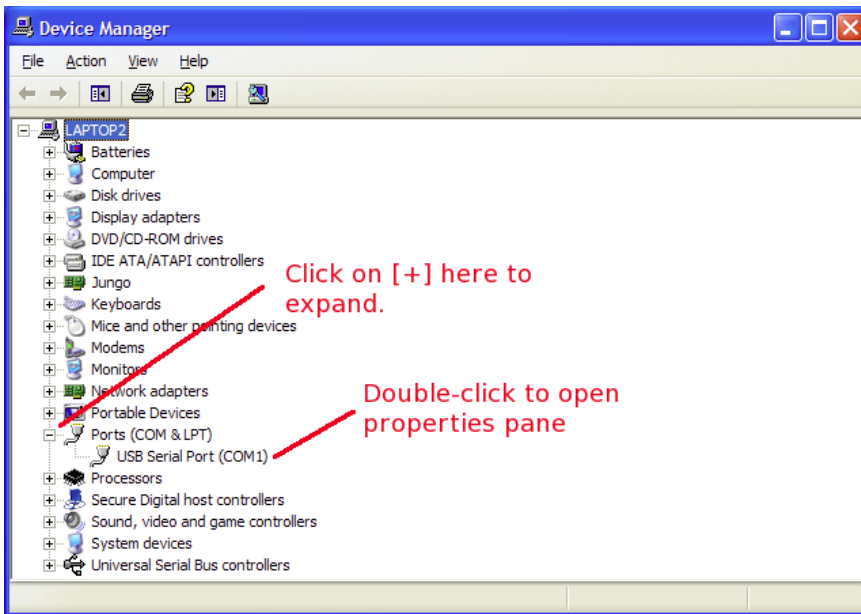 Device Manager
File Action View Help
LAPTOP2
Batteries
Computer
Disk drives
Display adapters
DVD/CD-ROM drives
IDE ATA/ATAPI controllers
Jungo
Keyboards
Mice and other pointing devices
Modems
Monitors
Network adapters
Portable Devices
Ports (COM & LPT)
USB Serial Port (COM1)
Processors
Secure Digital host controllers
Sound, video and game controllers
System devices
Universal Serial Bus controllers
Click on [+] here to
expand.
Double-click to open
properties pane